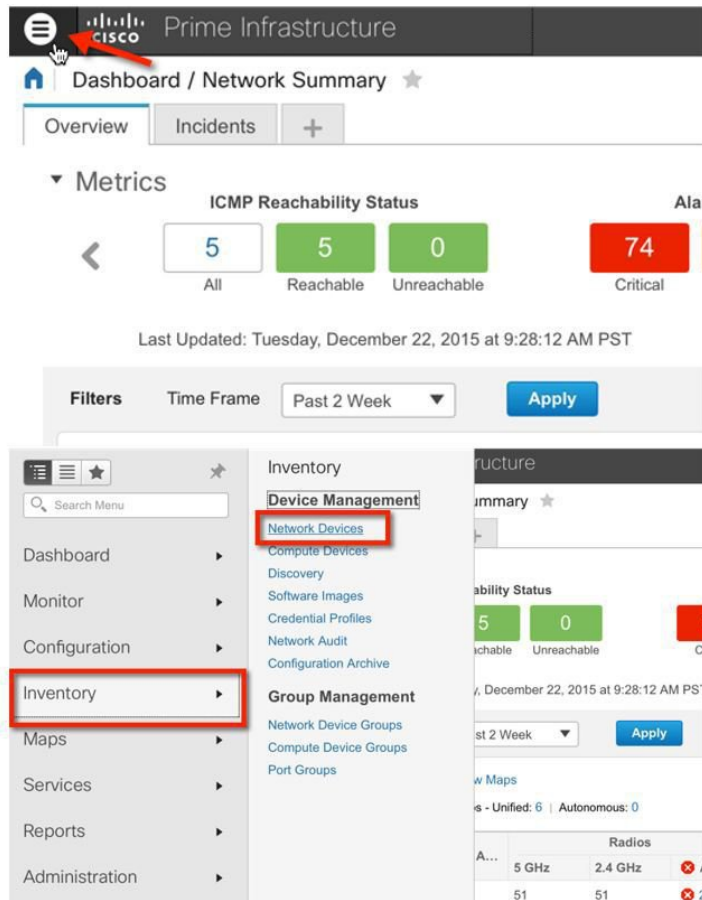 CISCO Prime Infrastructure
Dashboard / Network Summary
Overview Incidents +
Metrics
ICMP Reachability Status Ala
5 5 0 74
All Reachable Unreachable Critical
Last Updated: Tuesday, December 22, 2015 at 9:28:12 AM PST
Filters Time Frame Past 2 Week Apply
Search Menu
Dashboard
Monitor
Configuration
Inventory
Maps
Services
Reports
Administration
Inventory
Device Management
Network Devices
Compute Devices
Discovery
Software Images
Credential Profiles
Network Audit
Configuration Archive
Group Management
Network Device Groups
Compute Device Groups
Port Groups
ructure
ummary
ability Status
5 0
chable Unreachable C
, December 22, 2015 at 9:28:12 AM PST
st 2 Week Apply
w Maps
s - Unified: 6 | Autonomous: 0
Radios
A... 5 GHz 2.4 GHz
51 51